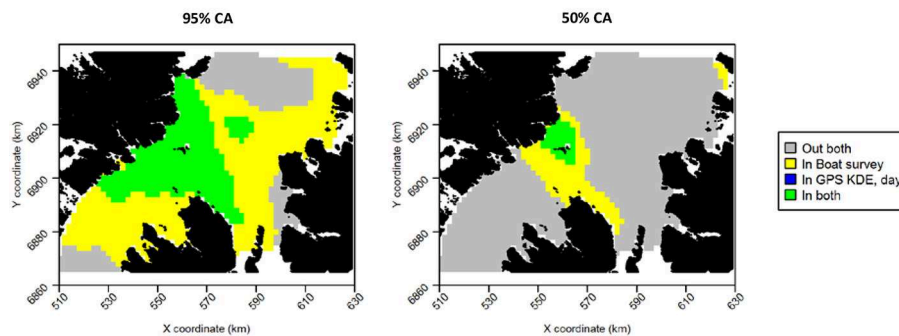 95% CA
50% CA
6940
6920
6900
6880
6860
Y coordinate (km)
510
530
550
570
590
610
630
X coordinate (km)
6940
6920
6900
6880
6860
Y coordinate (km)
510
530
550
570
590
610
630
X coordinate (km)
Out both
In Boat survey
In GPS KDE, day
In both